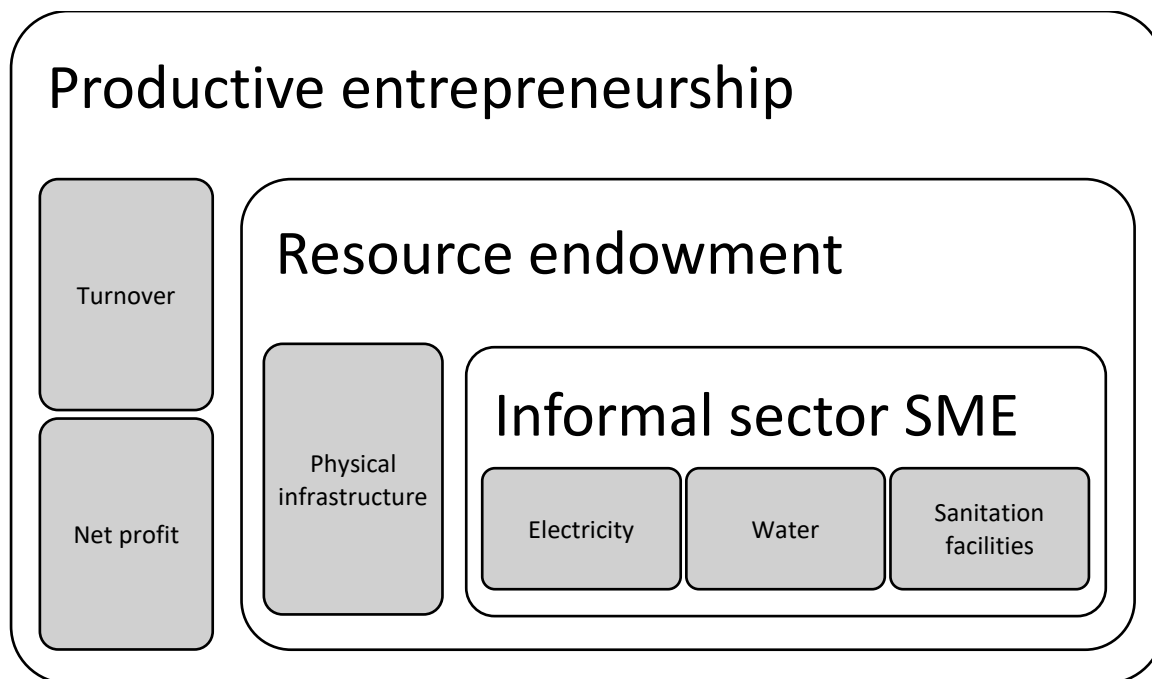 Productive entrepreneurship
Turnover
Net profit
Resource endowment
Physical
infrastructure
Informal sector SME
Electricity
Water
Sanitation
facilities